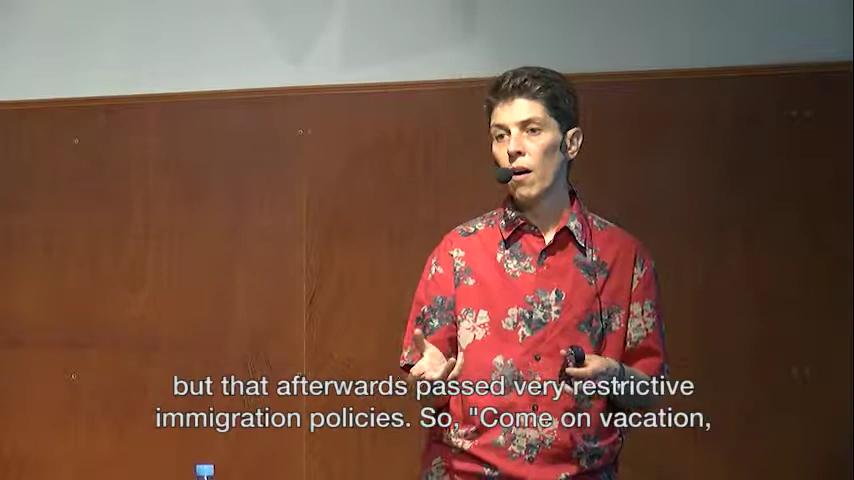 but that afterwards passed very restrictive
immigration policies. So, "Come on vacation,